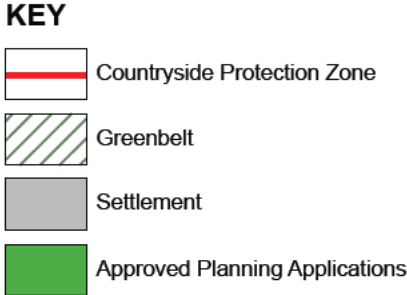 KEY
Countryside Protection Zone
Greenbelt
Settlement
Approved Planning Applications